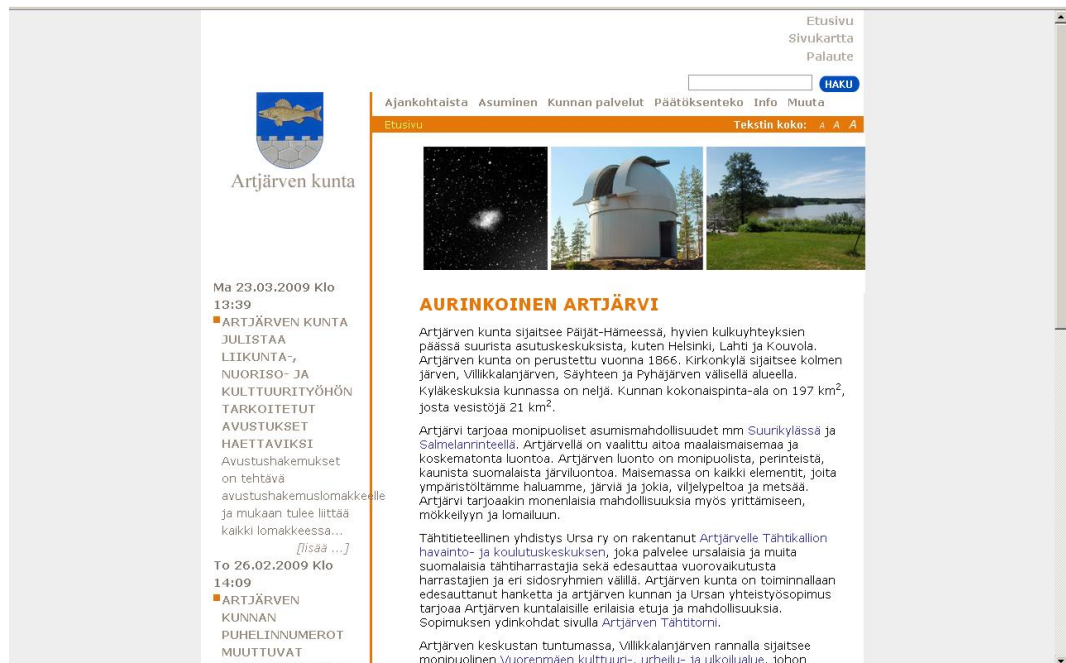 Etusivu
Sivukartta
Palaute
HAKU
Ajankohtaista Asuminen Kunnan palvelut Päätöksenteko Info Muuta
Etusivu
Tekstin koko: A A A
Artjärven kunta
Ma 23.03.2009 Klo
13:39
ARTJÄRVEN KUNTA
JULISTAA
LIIKUNTA-,
NUORISO- JA
KULTTUURITYÖHÖN
TARKOITETUT
AVUSTUKSET
HAETTAVIKSI
Avustushakemukset
on tehtävä
avustushakemuslomakkeelle
ja mukaan tulee liittää
kaikki lomakkeessa...
[lisää ...]
To 26.02.2009 Klo
14:09
ARTJÄRVEN
KUNNAN
PUHELINNUMEROT
MUUTTUVAT
AURINKOINEN ARTJÄRVI
Artjärven kunta sijaitsee Päijät-Hämeessä, hyvien kulkuyhteyksien
päässä suurista asutuskeskuksista, kuten Helsinki, Lahti ja Kouvola.
Artjärven kunta on perustettu vuonna 1866. Kirkonkylä sijaitsee kolmen
järven, Villikkalanjärven, Säyhteen ja Pyhäjärven välisellä alueella.
Kyläkeskuksia kunnassa on neljä. Kunnan kokonaispinta-ala on 197 km²,
josta vesistöjä 21 km².
Artjärvi tarjoaa monipuoliset asumismahdollisuudet mm Suurikylässä ja
Salmelanrinteellä. Artjärvellä on vaalittu aitoa maalaismaisemaa ja
koskematonta luontoa. Artjärven luonto on monipuolista, perinteistä,
kaunista suomalaista järviluontoa. Maisemassa on kaikki elementit, joita
ympäristöltämme haluamme, järviä ja jokia, viljelypeltoa ja metsää.
Artjärvi tarjoaakin monenlaisia mahdollisuuksia myös yrittämiseen,
mökkeilyyn ja lomailuun.
Tähtitieteellinen yhdistys Ursa ry on rakentanut Artjärvelle Tähtikallion
havainto- ja koulutuskeskuksen, joka palvelee ursalaisia ja muita
suomalaisia tähtiharrastajia sekä edesauttaa vuorovaikutusta
harrastajien ja eri sidosryhmien välillä. Artjärven kunta on toiminnallaan
edesauttanut hanketta ja artjärven kunnan ja Ursan yhteistyösopimus
tarjoaa Artjärven kuntalaisille erilaisia etuja ja mahdollisuuksia.
Sopimuksen ydinkohdat sivulla Artjärven Tähtitorni.
Artjärven keskustan tuntumassa, Villikkalanjärven rannalla sijaitsee
monipuolinen Vuorenmäen kulttuuri-, urheilu- ja ulkoilualue, johon